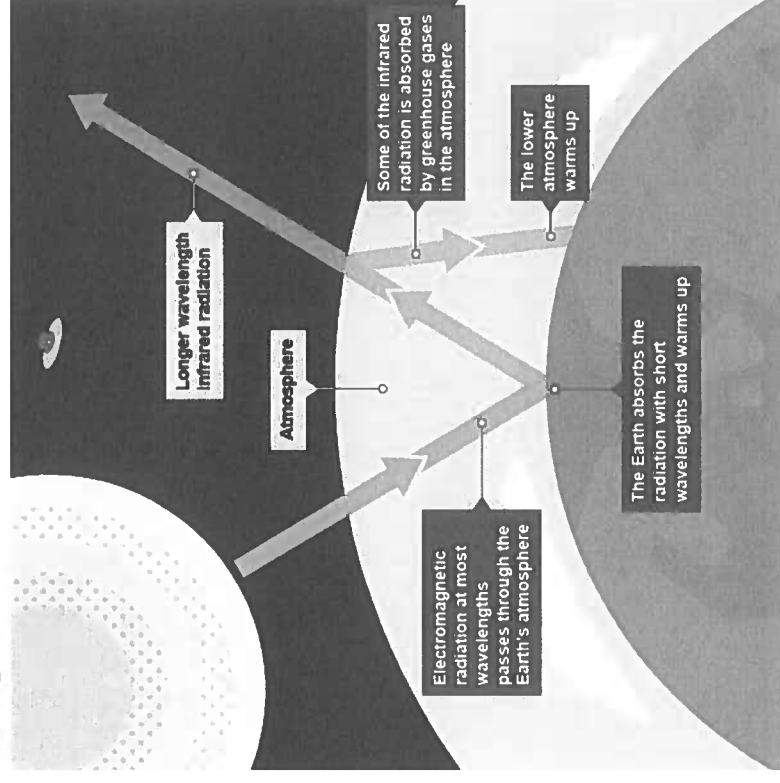 Electromagnetic
radiation at most
wavelengths
passes through the
Earth's atmosphere
Atmosphere
Longer wavelength
infrared radiation
Some of the infrared
radiation is absorbed
by greenhouse gases
in the atmosphere
The lower
atmosphere
warms up
The Earth absorbs the
radiation with short
wavelengths and warms up